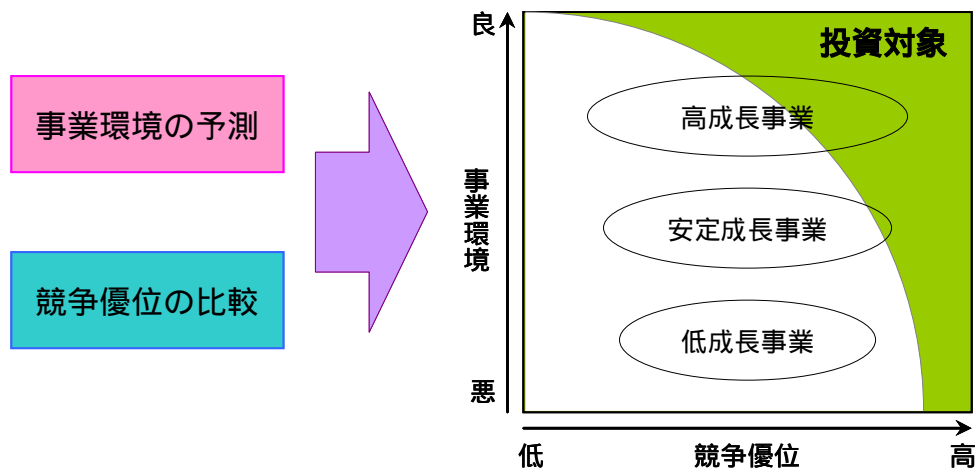 事業環境の予測
競争優位の比較
良
事業環境
悪
投資対象
高成長事業
安定成長事業
低成長事業
低
競争優位
高